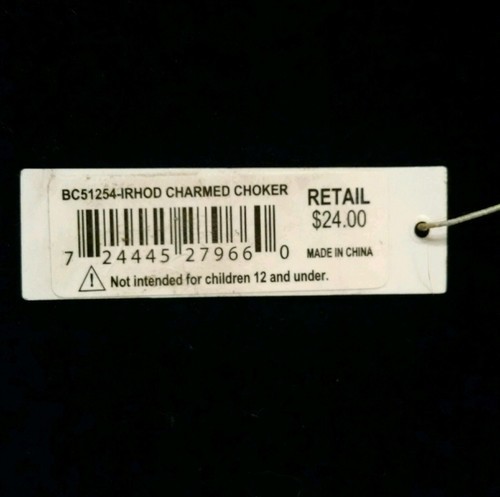 BC51254-IRHOD CHARMED CHOKER
RETAIL
$24.00
7 24445 27966 0
MADE IN CHINA
Not intended for children 12 and under.